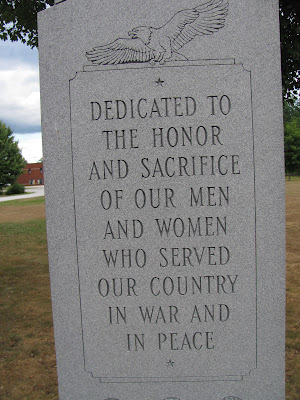 DEDICATED TO
THE HONOR
AND SACRIFICE
OF OUR MEN
AND WOMEN
WHO SERVED
OUR COUNTRY
IN WAR AND
IN PEACE